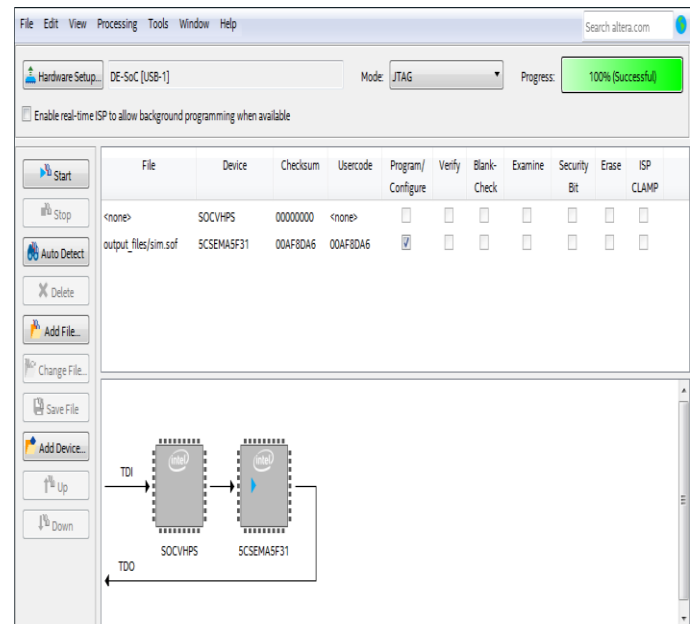 File Edit View Processing Tools Window Help Search altera.com
Hardware Setup... DE-SoC [USB-1] Mode: JTAG Progress: 100% (Successful)
Enable real-time ISP to allow background programming when available
Start
Stop
Auto Detect
Delete
Add File...
Change File...
Save File
Add Device...
Up
Down
File Device Checksum Usercode Program/ Configure Verify Blank- Check Examine Security Bit Erase ISP CLAMP
<none> SOCVHPS 00000000 <none>
output_files/sim.sof 5CSEMA5F31 00AF8DA6 00AF8DA6
TDI
intel
intel
SOCVHPS 5CSEMA5F31
TDO